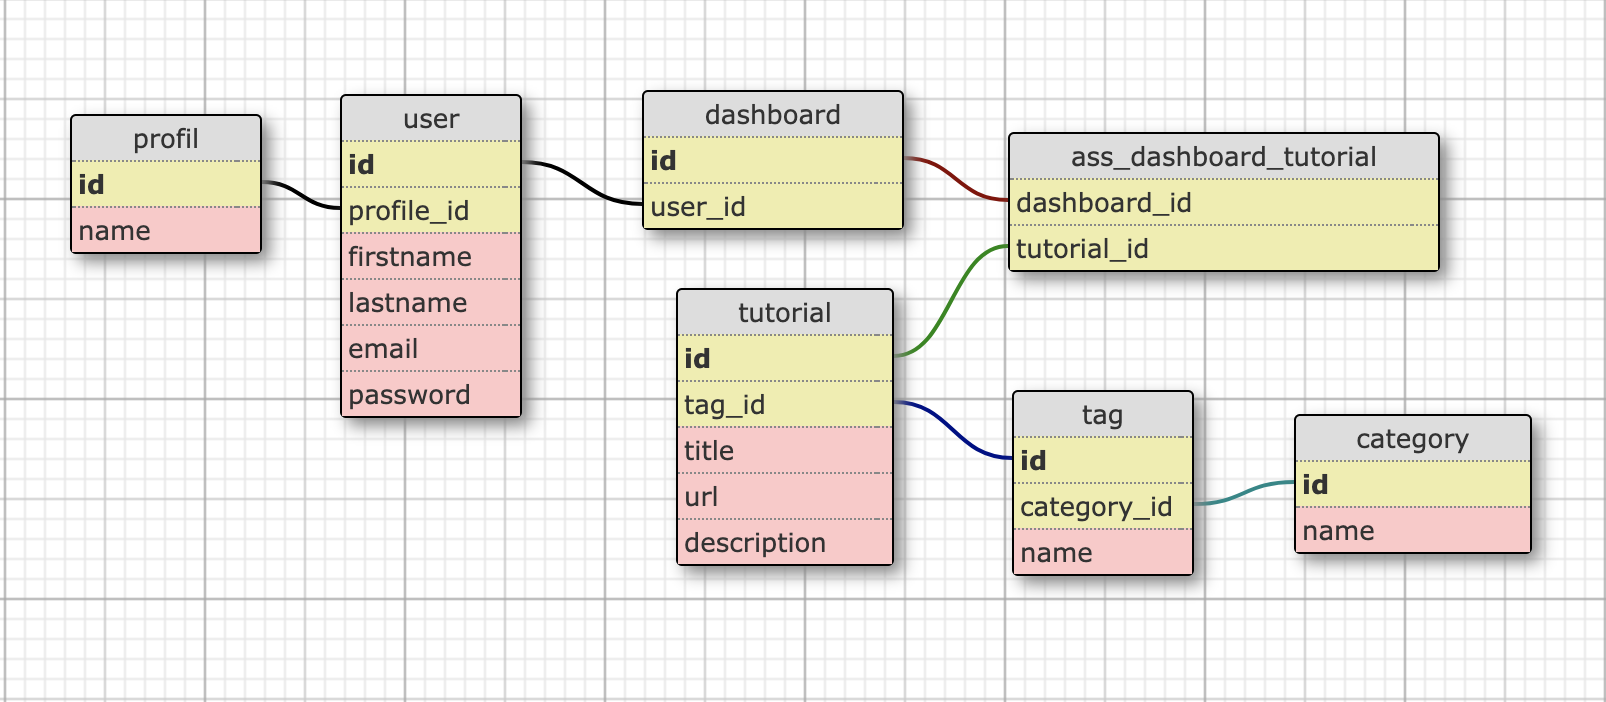 profil
id
name
user
id
profile_id
firstname
lastname
email
password
dashboard
id
user_id
ass_dashboard_tutorial
dashboard_id
tutorial_id
tutorial
id
tag_id
title
url
description
tag
id
category_id
name
category
id
name